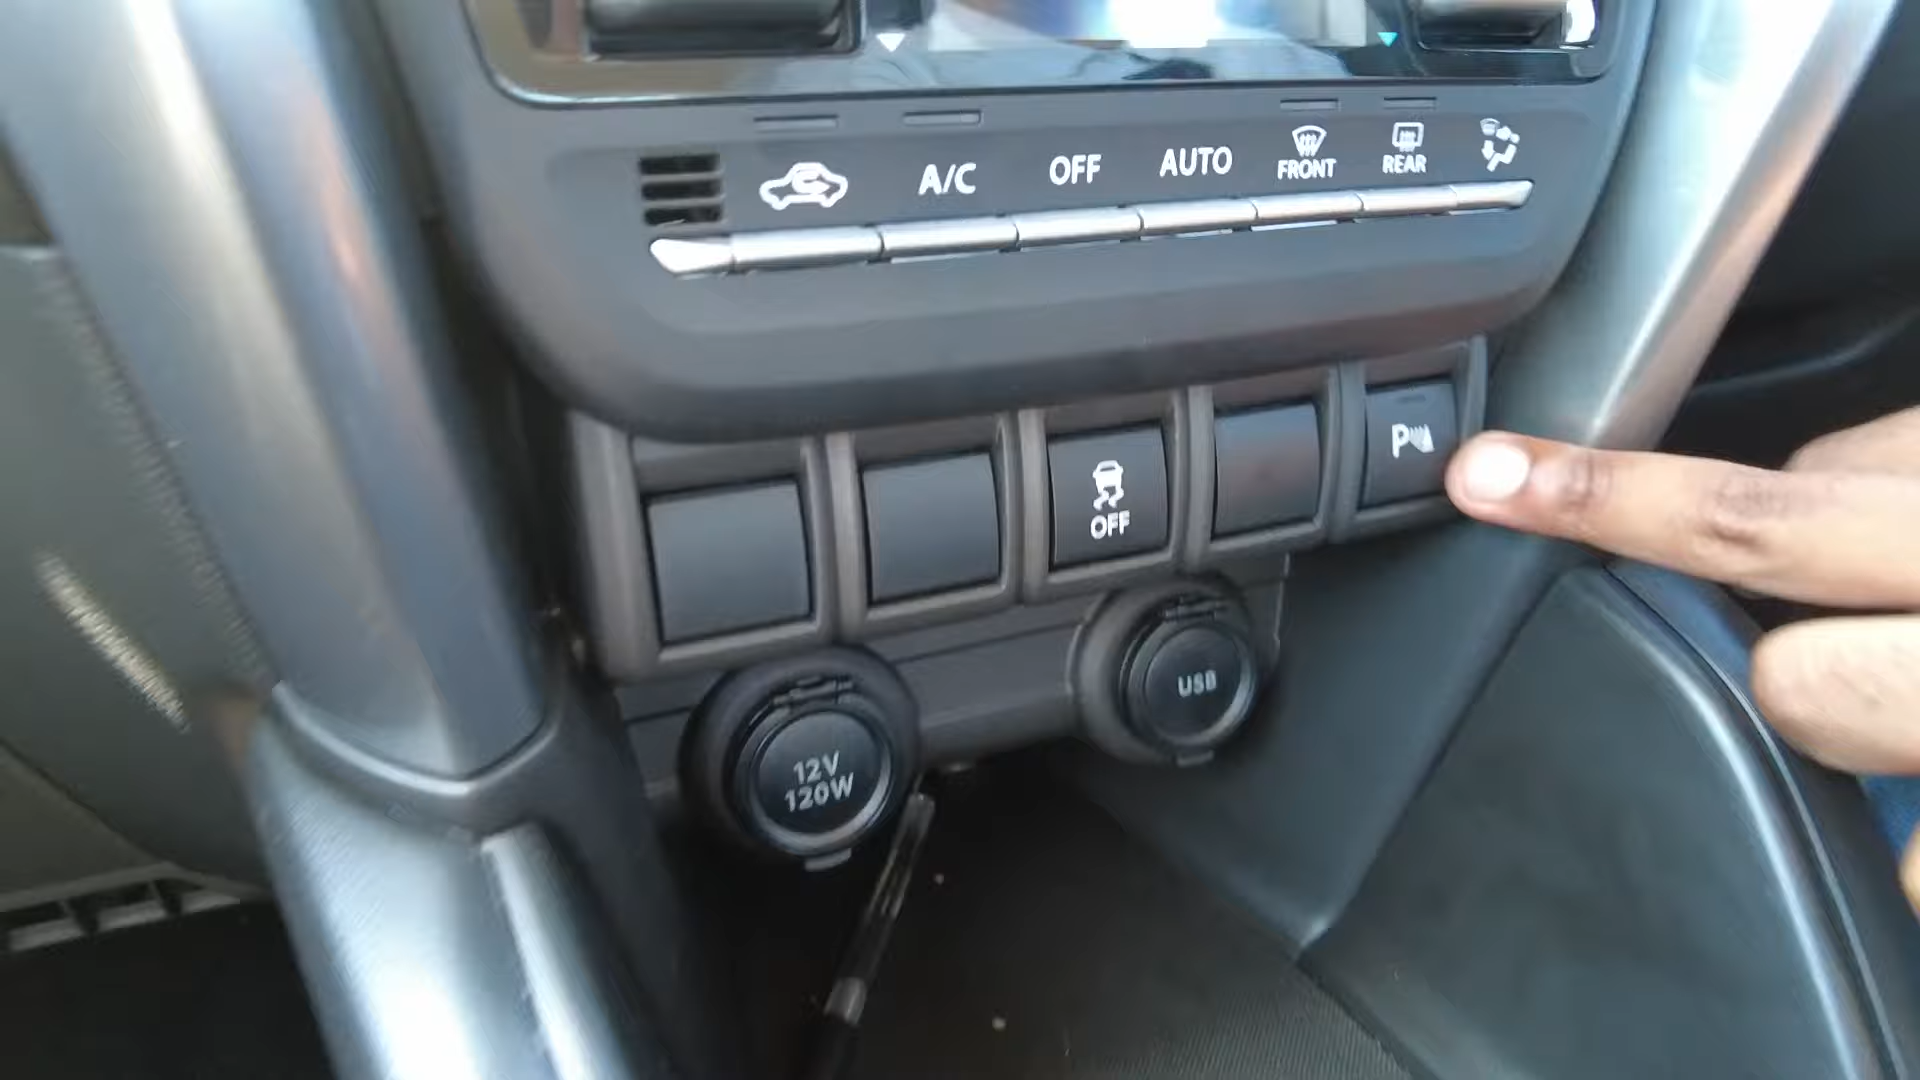 A/C OFF AUTO FRONT REAR
OFF
P
12V
120W
USB